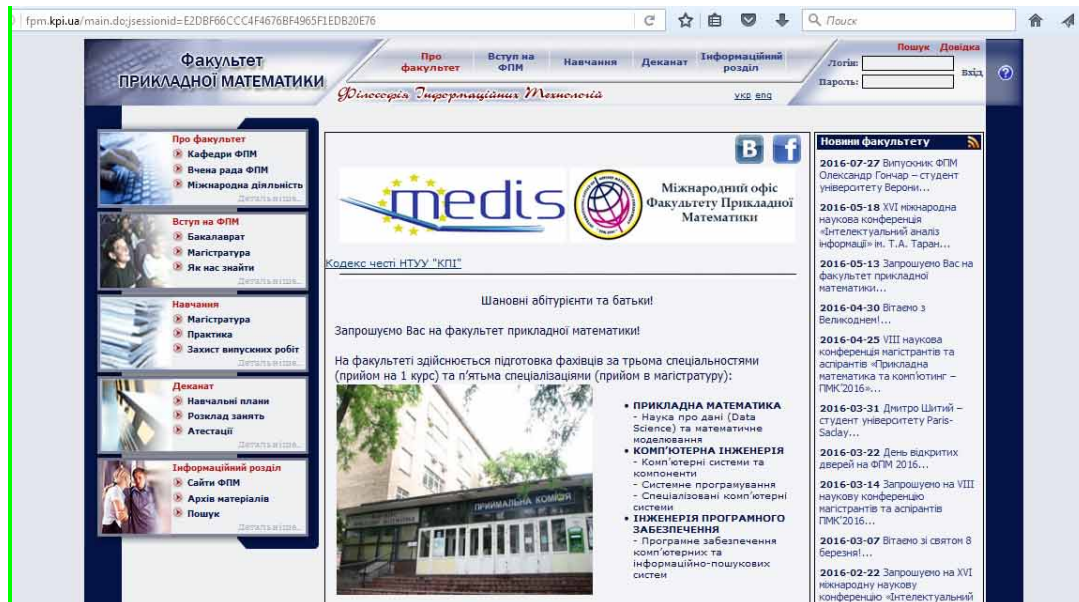 fpm.kpi.ua/main.do;jsessionid=E2DBF66CCC4F4676BF4965F1EDB20E76
Поиск
Факультет
ПРИКЛАДНОЇ МАТЕМАТИКИ
Про
факультет
Вступ на
ФПМ
Навчання
Деканат
Інформаційний
розділ
Філософія Інформаційних Технологій
укр eng
Пошук Довідка
Логін:
Пароль:
Вхід
Про факультет
Кафедри ФПМ
Вчена рада ФПМ
Міжнародна діяльність
Детальніше...
Вступ на ФПМ
Бакалаврат
Магістратура
Як нас знайти
Детальніше...
Навчання
Магістратура
Практика
Захист випускних робіт
Детальніше...
Деканат
Навчальні плани
Розклад занять
Атестації
Детальніше...
Інформаційний розділ
Сайти ФПМ
Архів матеріалів
Пошук
Детальніше...
B f
medis
Міжнародний офіс
Факультету Прикладної
Математики
Кодекс честі НТУУ "КПІ"
Шановні абітурієнти та батьки!
Запрошуємо Вас на факультет прикладної математики!
На факультеті здійснюється підготовка фахівців за трьома спеціальностями
(прийом на 1 курс) та п'ятьма спеціалізаціями (прийом в магістратуру):
ПРИЙМАЛЬНА КОМІСІЯ
• ПРИКЛАДНА МАТЕМАТИКА
- Наука про дані (Data
Science) та математичне
моделювання
• КОМП'ЮТЕРНА ІНЖЕНЕРІЯ
- Комп'ютерні системи та
компоненти
- Системне програмування
- Спеціалізовані комп'ютерні
системи
• ІНЖЕНЕРІЯ ПРОГРАМНОГО
ЗАБЕЗПЕЧЕННЯ
- Програмне забезпечення
комп'ютерних та
інформаційно-пошукових
систем
Новини факультету
2016-07-27 Випускник ФПМ
Олександр Гончар – студент
університету Верони...
2016-05-18 XVI міжнародна
наукова конференція
«Інтелектуальний аналіз
інформації» ім. Т.А. Таран...
2016-05-13 Запрошуємо Вас на
факультет прикладної
математики...
2016-04-30 Вітаємо з
Великоднем!...
2016-04-25 VIII наукова
конференція магістрантів та
аспірантів «Прикладна
математика та комп'ютинг –
ПМК'2016»...
2016-03-31 Дмитро Шитий –
студент університету Paris-
Saclay...
2016-03-22 День відкритих
дверей на ФПМ 2016...
2016-03-14 Запрошуємо на VIII
наукову конференцію
магістрантів та аспірантів
ПМК'2016...
2016-03-07 Вітаємо зі святом 8
березня!...
2016-02-22 Запрошуємо на XVI
міжнародну наукову
конференцію «Інтелектуальний